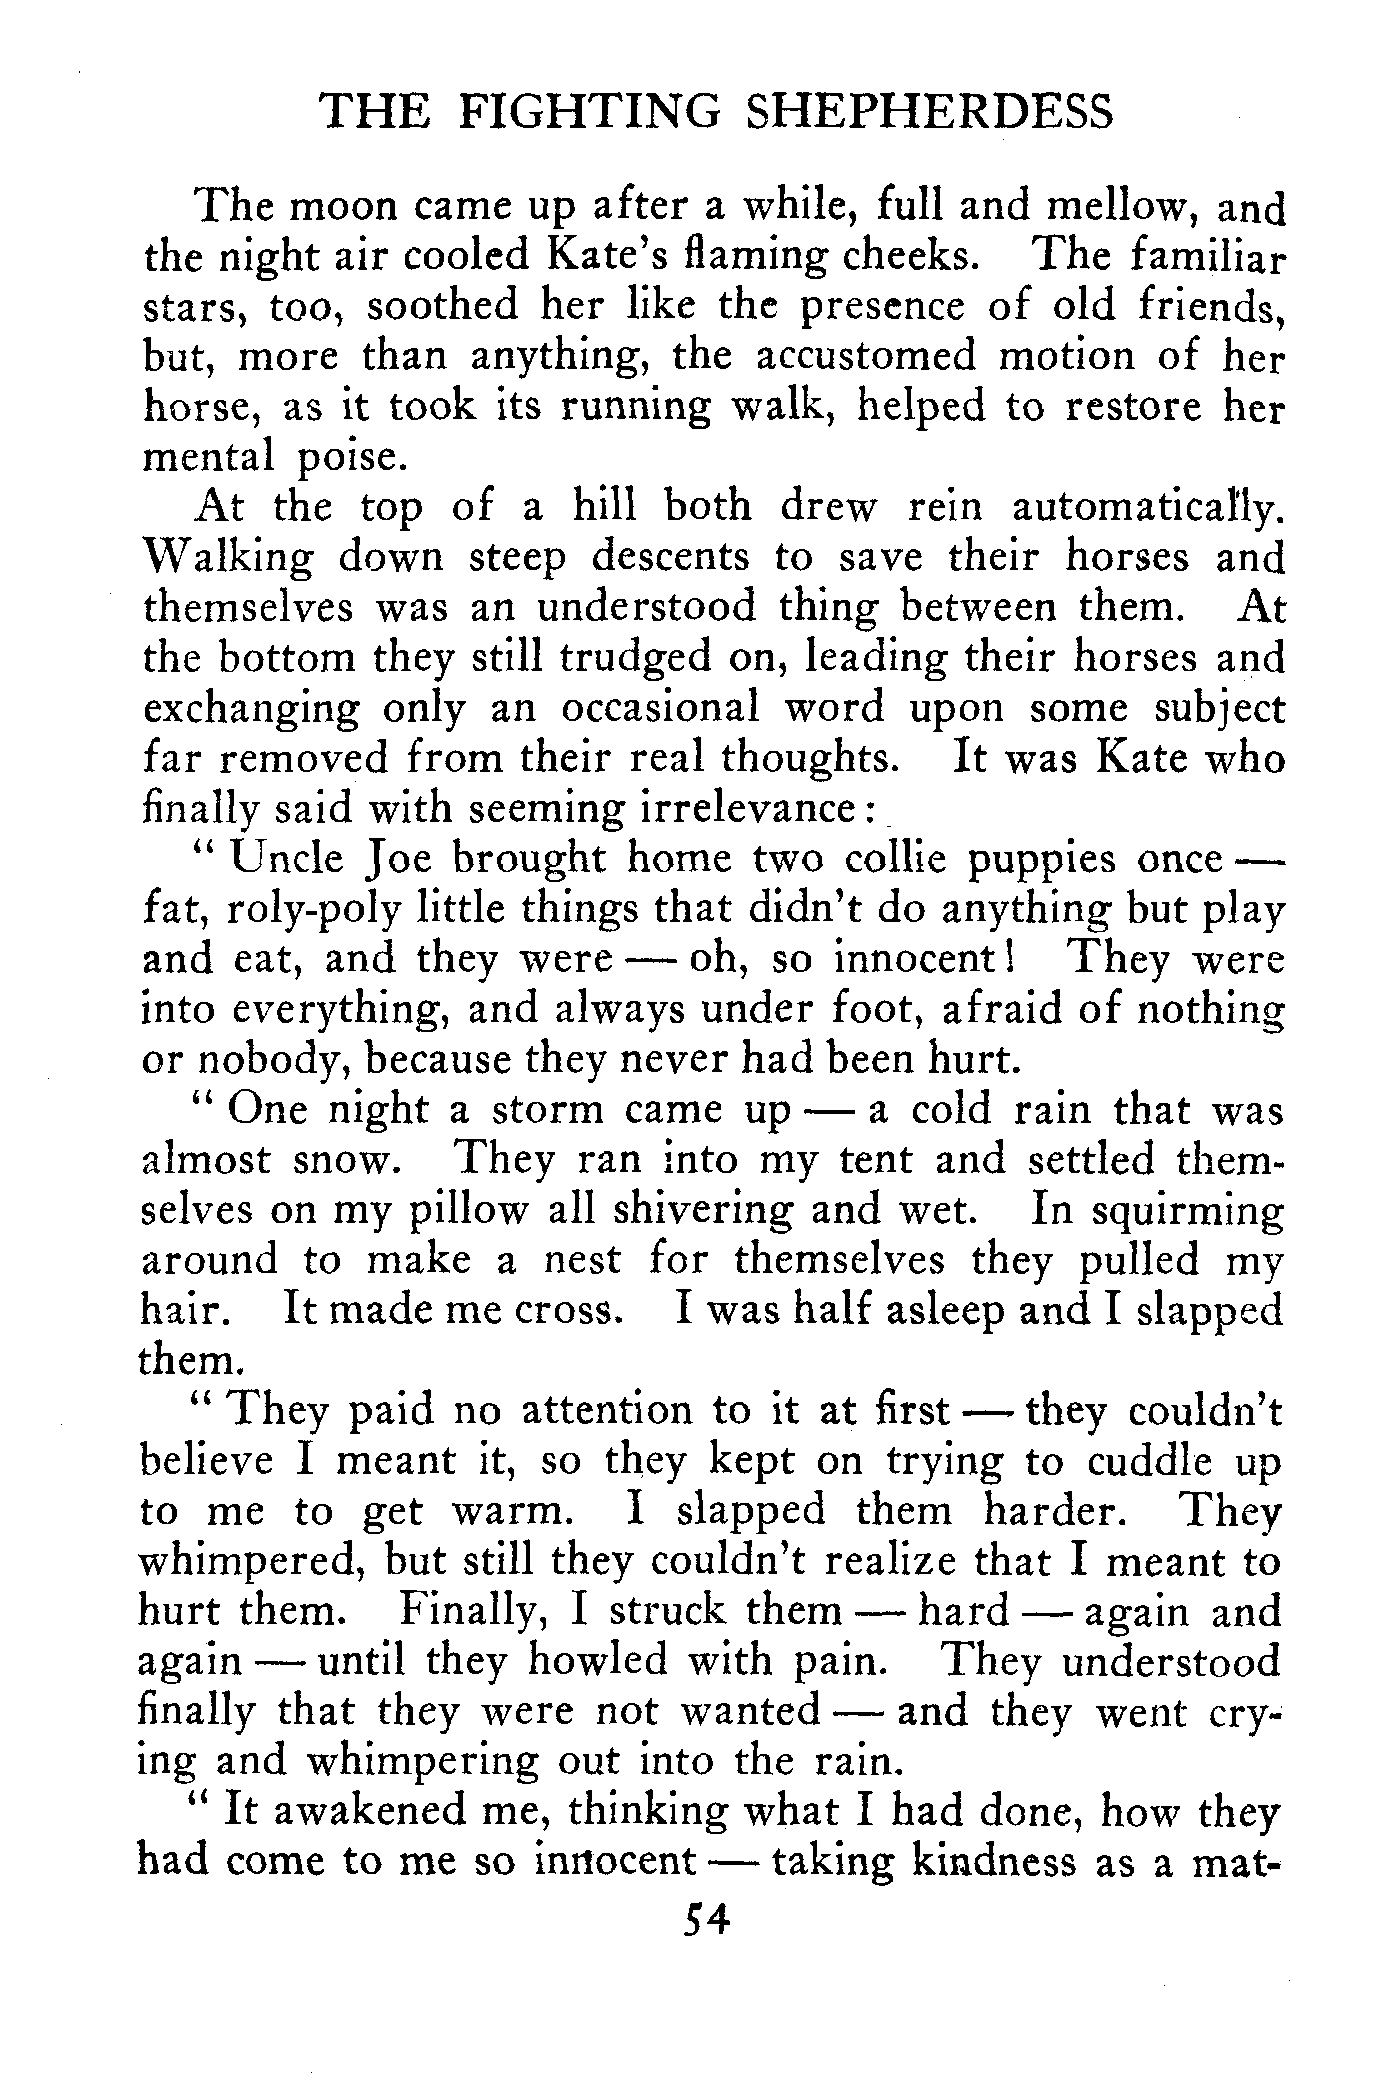 THE FIGHTING SHEPHERDESS
The moon came up after a while, full and mellow, and
the night air cooled Kate's flaming cheeks. The familiar
stars, too, soothed her like the presence of old friends,
but, more than anything, the accustomed motion of her
horse, as it took its running walk, helped to restore her
mental poise.
At the top of a hill both drew rein automatically.
Walking down steep descents to save their horses and
themselves was an understood thing between them. At
the bottom they still trudged on, leading their horses and
exchanging only an occasional word upon some subject
far removed from their real thoughts. It was Kate who
finally said with seeming irrelevance:
" Uncle Joe brought home two collie puppies once —
fat, roly-poly little things that didn't do anything but play
and eat, and they were — oh, so innocent! They were
into everything, and always under foot, afraid of nothing
or nobody, because they never had been hurt.
" One night a storm came up — a cold rain that was
almost snow. They ran into my tent and settled them-
selves on my pillow all shivering and wet. In squirming
around to make a nest for themselves they pulled my
hair. It made me cross. I was half asleep and I slapped
them.
" They paid no attention to it at first — they couldn't
believe I meant it, so they kept on trying to cuddle up
to me to get warm. I slapped them harder. They
whimpered, but still they couldn't realize that I meant to
hurt them. Finally, I struck them — hard — again and
again — until they howled with pain. They understood
finally that they were not wanted — and they went cry-
ing and whimpering out into the rain.
" It awakened me, thinking what I had done, how they
had come to me so innocent — taking kindness as a mat-
54